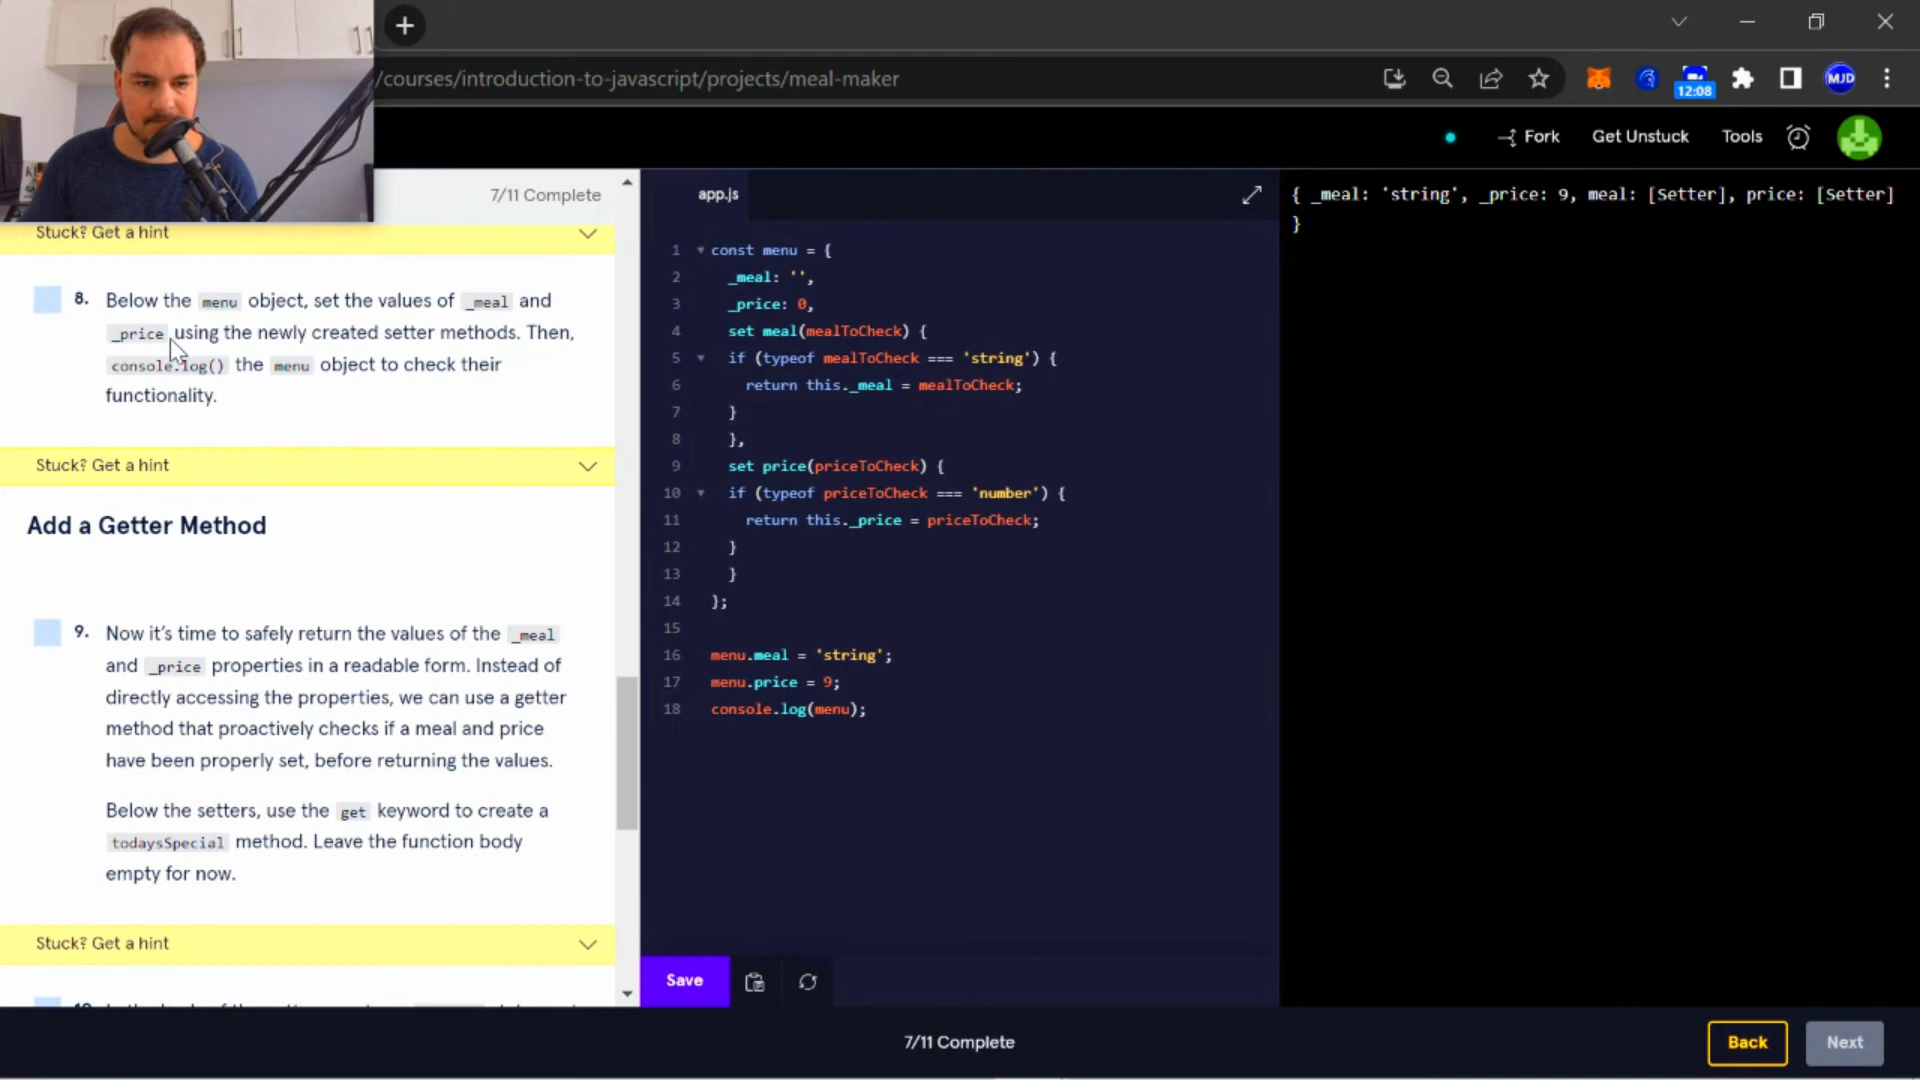 /courses/introduction-to-javascript/projects/meal-maker
12:08
MJD
Fork
Get Unstuck
Tools
7/11 Complete
Stuck? Get a hint
8. Below the menu object, set the values of _meal and
_price using the newly created setter methods. Then,
console.log() the menu object to check their
functionality.
Stuck? Get a hint
Add a Getter Method
9. Now it's time to safely return the values of the _meal
and _price properties in a readable form. Instead of
directly accessing the properties, we can use a getter
method that proactively checks if a meal and price
have been properly set, before returning the values.
Below the setters, use the get keyword to create a
todaysSpecial method. Leave the function body
empty for now.
Stuck? Get a hint
app.js
1 const menu = {
2 _meal: '',
3 _price: 0,
4 set meal(mealToCheck) {
5 if (typeof mealToCheck === 'string') {
6 return this._meal = mealToCheck;
7 }
8 },
9 set price(priceToCheck) {
10 if (typeof priceToCheck === 'number') {
11 return this._price = priceToCheck;
12 }
13 }
14 };
15
16 menu.meal = 'string';
17 menu.price = 9;
18 console.log(menu);
Save
{ _meal: 'string', _price: 9, meal: [Setter], price: [Setter]
}
7/11 Complete
Back
Next